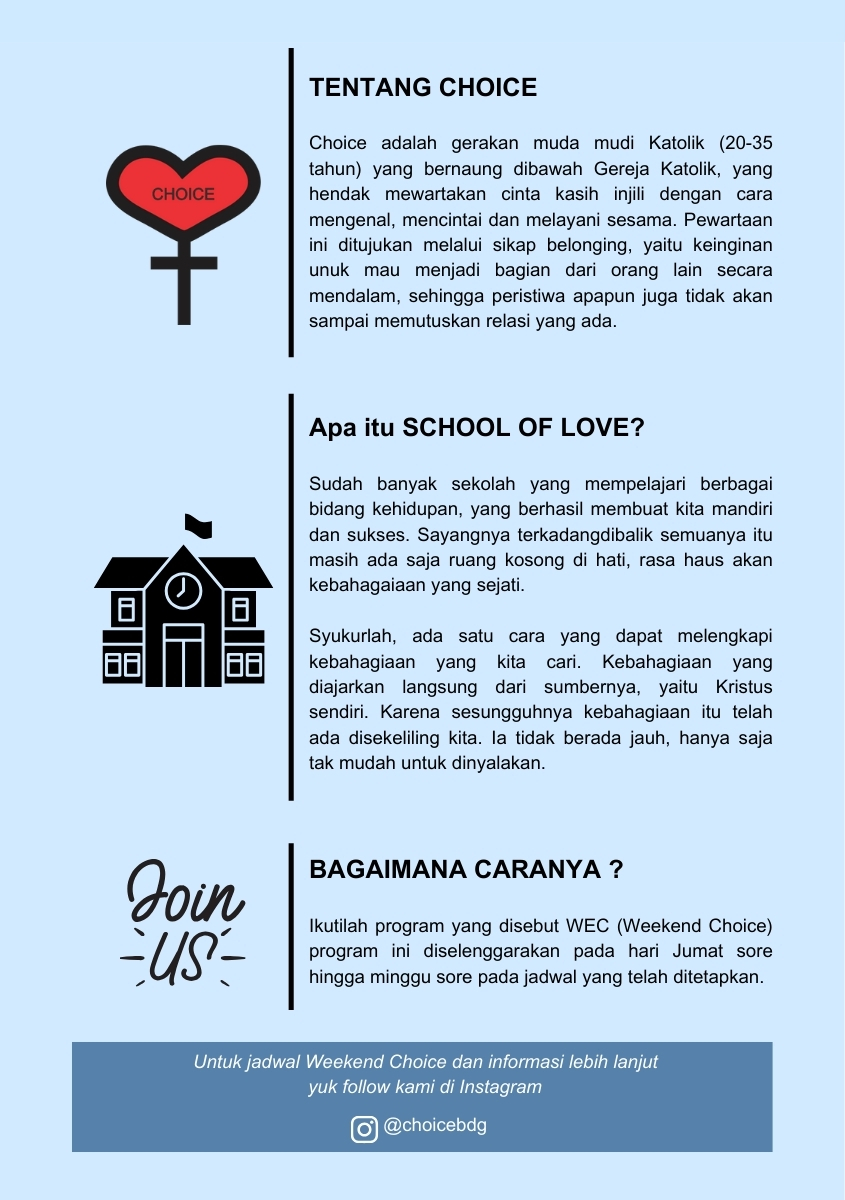 TENTANG CHOICE
CHOICE
Choice adalah gerakan muda mudi Katolik (20-35
tahun) yang bernaung dibawah Gereja Katolik, yang
hendak mewartakan cinta kasih injili dengan cara
mengenal, mencintai dan melayani sesama. Pewartaan
ini ditujukan melalui sikap belonging, yaitu keinginan
unuk mau menjadi bagian dari orang lain secara
mendalam, sehingga peristiwa apapun juga tidak akan
sampai memutuskan relasi yang ada.
Apa itu SCHOOL OF LOVE?
Sudah banyak sekolah yang mempelajari berbagai
bidang kehidupan, yang berhasil membuat kita mandiri
dan sukses. Sayangnya terkadangdibalik semuanya itu
masih ada saja ruang kosong di hati, rasa haus akan
kebahagaiaan yang sejati.
Syukurlah, ada satu cara yang dapat melengkapi
kebahagiaan yang kita cari. Kebahagiaan yang
diajarkan langsung dari sumbernya, yaitu Kristus
sendiri. Karena sesungguhnya kebahagiaan itu telah
ada disekeliling kita. Ia tidak berada jauh, hanya saja
tak mudah untuk dinyalakan.
Join
US
BAGAIMANA CARANYA ?
Ikutilah program yang disebut WEC (Weekend Choice)
program ini diselenggarakan pada hari Jumat sore
hingga minggu sore pada jadwal yang telah ditetapkan.
Untuk jadwal Weekend Choice dan informasi lebih lanjut
yuk follow kami di Instagram
@choicebdg